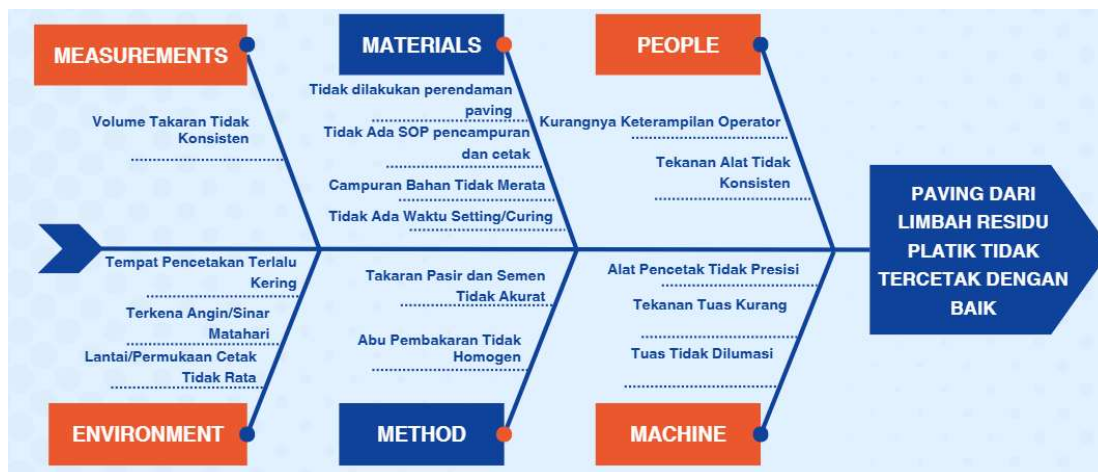 MEASUREMENTS
Volume Takaran Tidak
Konsisten
MATERIALS
Tidak dilakukan perendaman
paving
Tidak Ada SOP pencampuran
dan cetak
Campuran Bahan Tidak Merata
Tidak Ada Waktu Setting/Curing
PEOPLE
Kurangnya Keterampilan Operator
Tekanan Alat Tidak
Konsisten
PAVING DARI
LIMBAH RESIDU
PLATIK TIDAK
TERCETAK DENGAN
BAIK
Tempat Pencetakan Terlalu
Kering
Terkena Angin/Sinar
Matahari
Lantai/Permukaan Cetak
Tidak Rata
ENVIRONMENT
Takaran Pasir dan Semen
Tidak Akurat
Abu Pembakaran Tidak
Homogen
METHOD
Alat Pencetak Tidak Presisi
Tekanan Tuas Kurang
Tuas Tidak Dilumasi
MACHINE